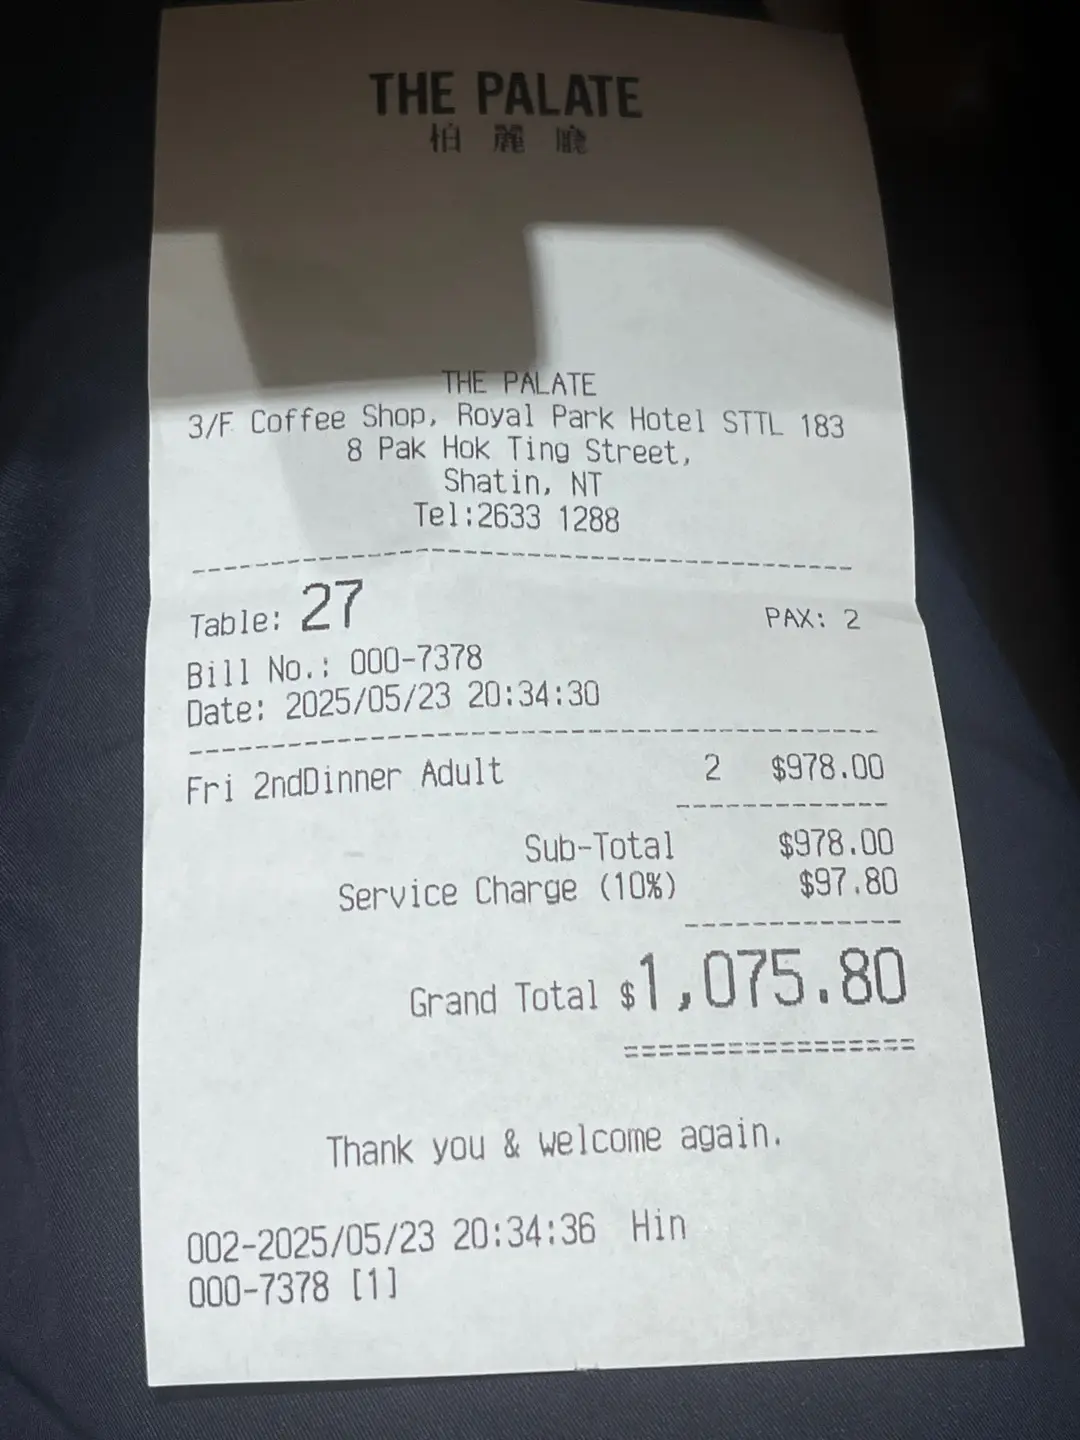 THE PALATE
柏麗廳
THE PALATE
3/F Coffee Shop, Royal Park Hotel STTL 183
8 Pak Hok Ting Street,
Shatin, NT
Tel:2633 1288
Table: 27 PAX: 2
Bill No.: 000-7378
Date: 2025/05/23 20:34:30
Fri 2ndDinner Adult 2 $978.00
Sub-Total $978.00
Service Charge (10%) $97.80
Grand Total $1,075.80
Thank you & welcome again.
002-2025/05/23 20:34:36 Hin
000-7378 [1]